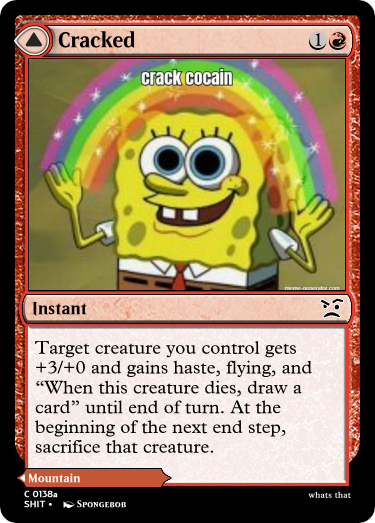 Cracked 1
crack cocain
meme-generator.com
Instant
Target creature you control gets
+3/+0 and gains haste, flying, and
“When this creature dies, draw a
card” until end of turn. At the
beginning of the next end step,
sacrifice that creature.
Mountain
C 0138a
SHIT • SPONGEBOB
whats that